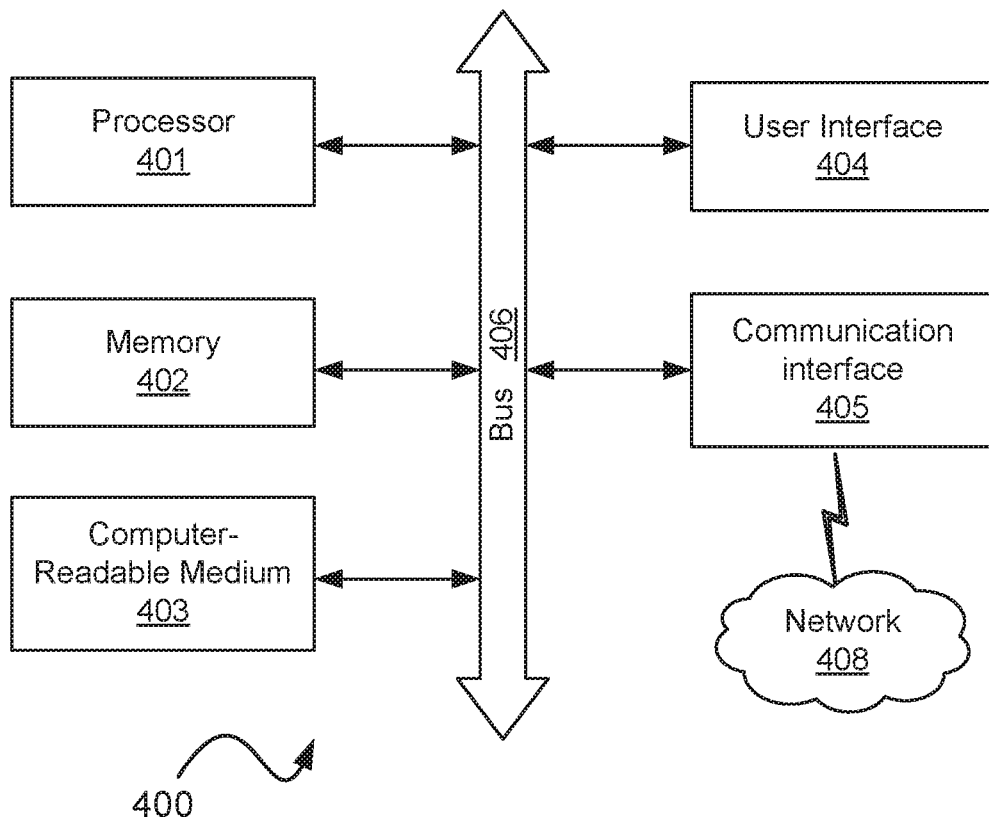 Processor
401
Memory
402
Computer-
Readable Medium
403
Bus 406
User Interface
404
Communication
interface
405
Network
408
400